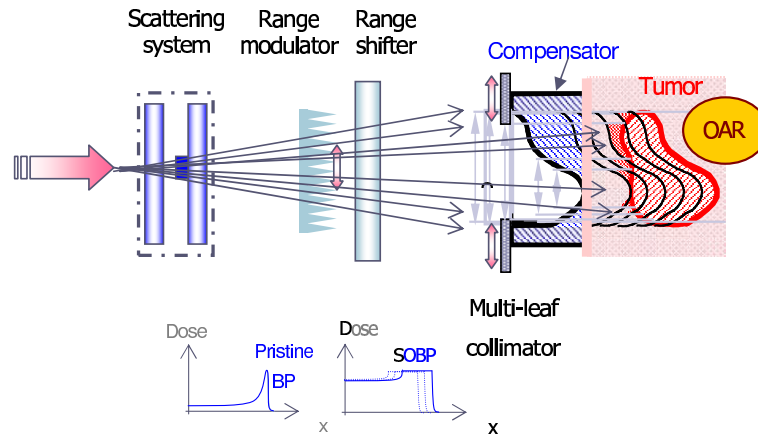 Scattering
system
Range
modulator
Range
shifter
Compensator
Tumor
OAR
Multi-leaf
collimator
Dose
Pristine
BP
x
Dose
SOBP
x